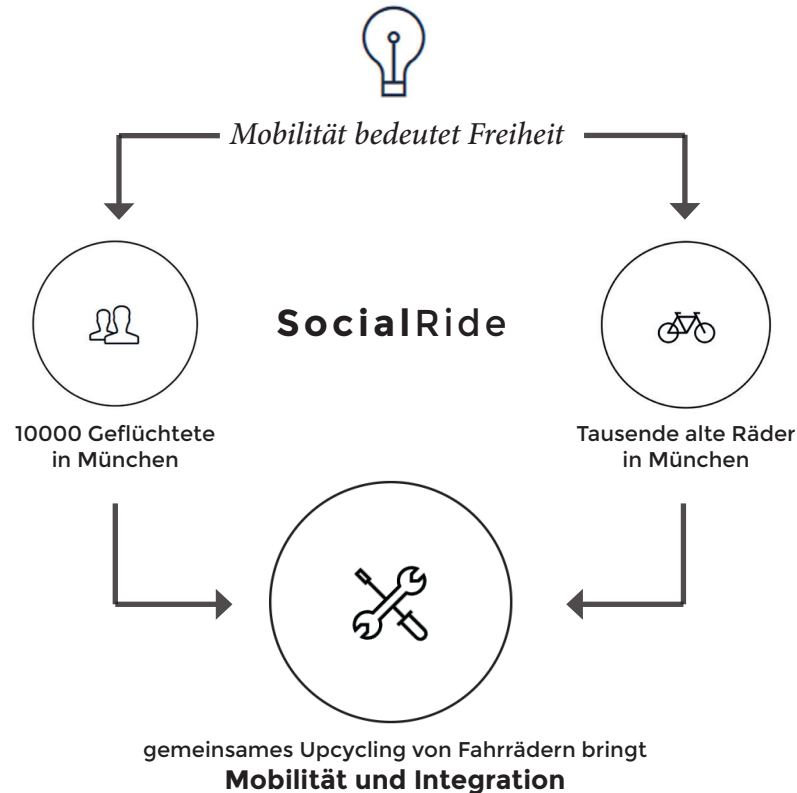 Mobilität bedeutet Freiheit
SocialRide
10000 Geflüchtete
in München
Tausende alte Räder
in München
gemeinsames Upcycling von Fahrrädern bringt
Mobilität und Integration